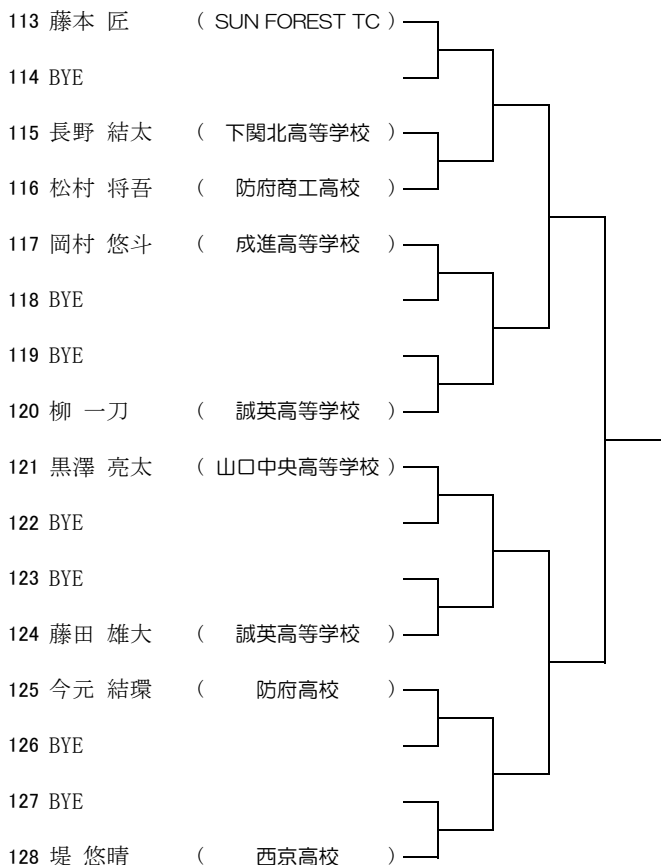 113 藤本 匠 ( SUN FOREST TC )
114 BYE
115 長野 結太 ( 下関北高等学校 )
116 松村 将吾 ( 防府商工高校 )
117 岡村 悠斗 ( 成進高等学校 )
118 BYE
119 BYE
120 柳 一刀 ( 誠英高等学校 )
121 黒澤 亮太 ( 山口中央高等学校 )
122 BYE
123 BYE
124 藤田 雄大 ( 誠英高等学校 )
125 今元 結環 ( 防府高校 )
126 BYE
127 BYE
128 堤 悠晴 ( 西京高校 )